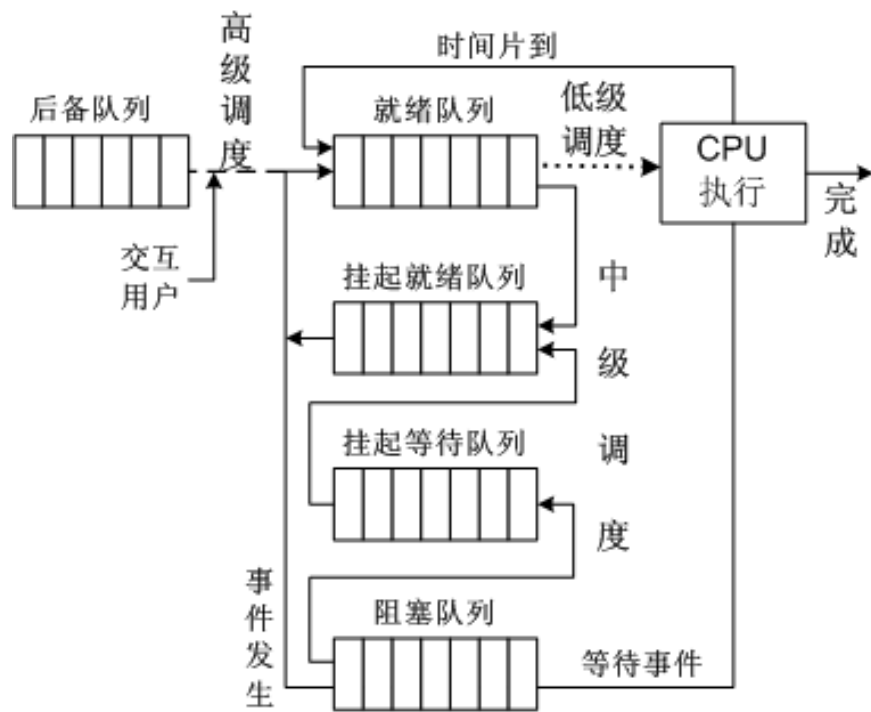 时间片到
高级调度
后备队列
就绪队列
低级
调度
CPU
执行
完成
交互
用户
挂起就绪队列
中级调度
挂起等待队列
事件发生
阻塞队列
等待事件